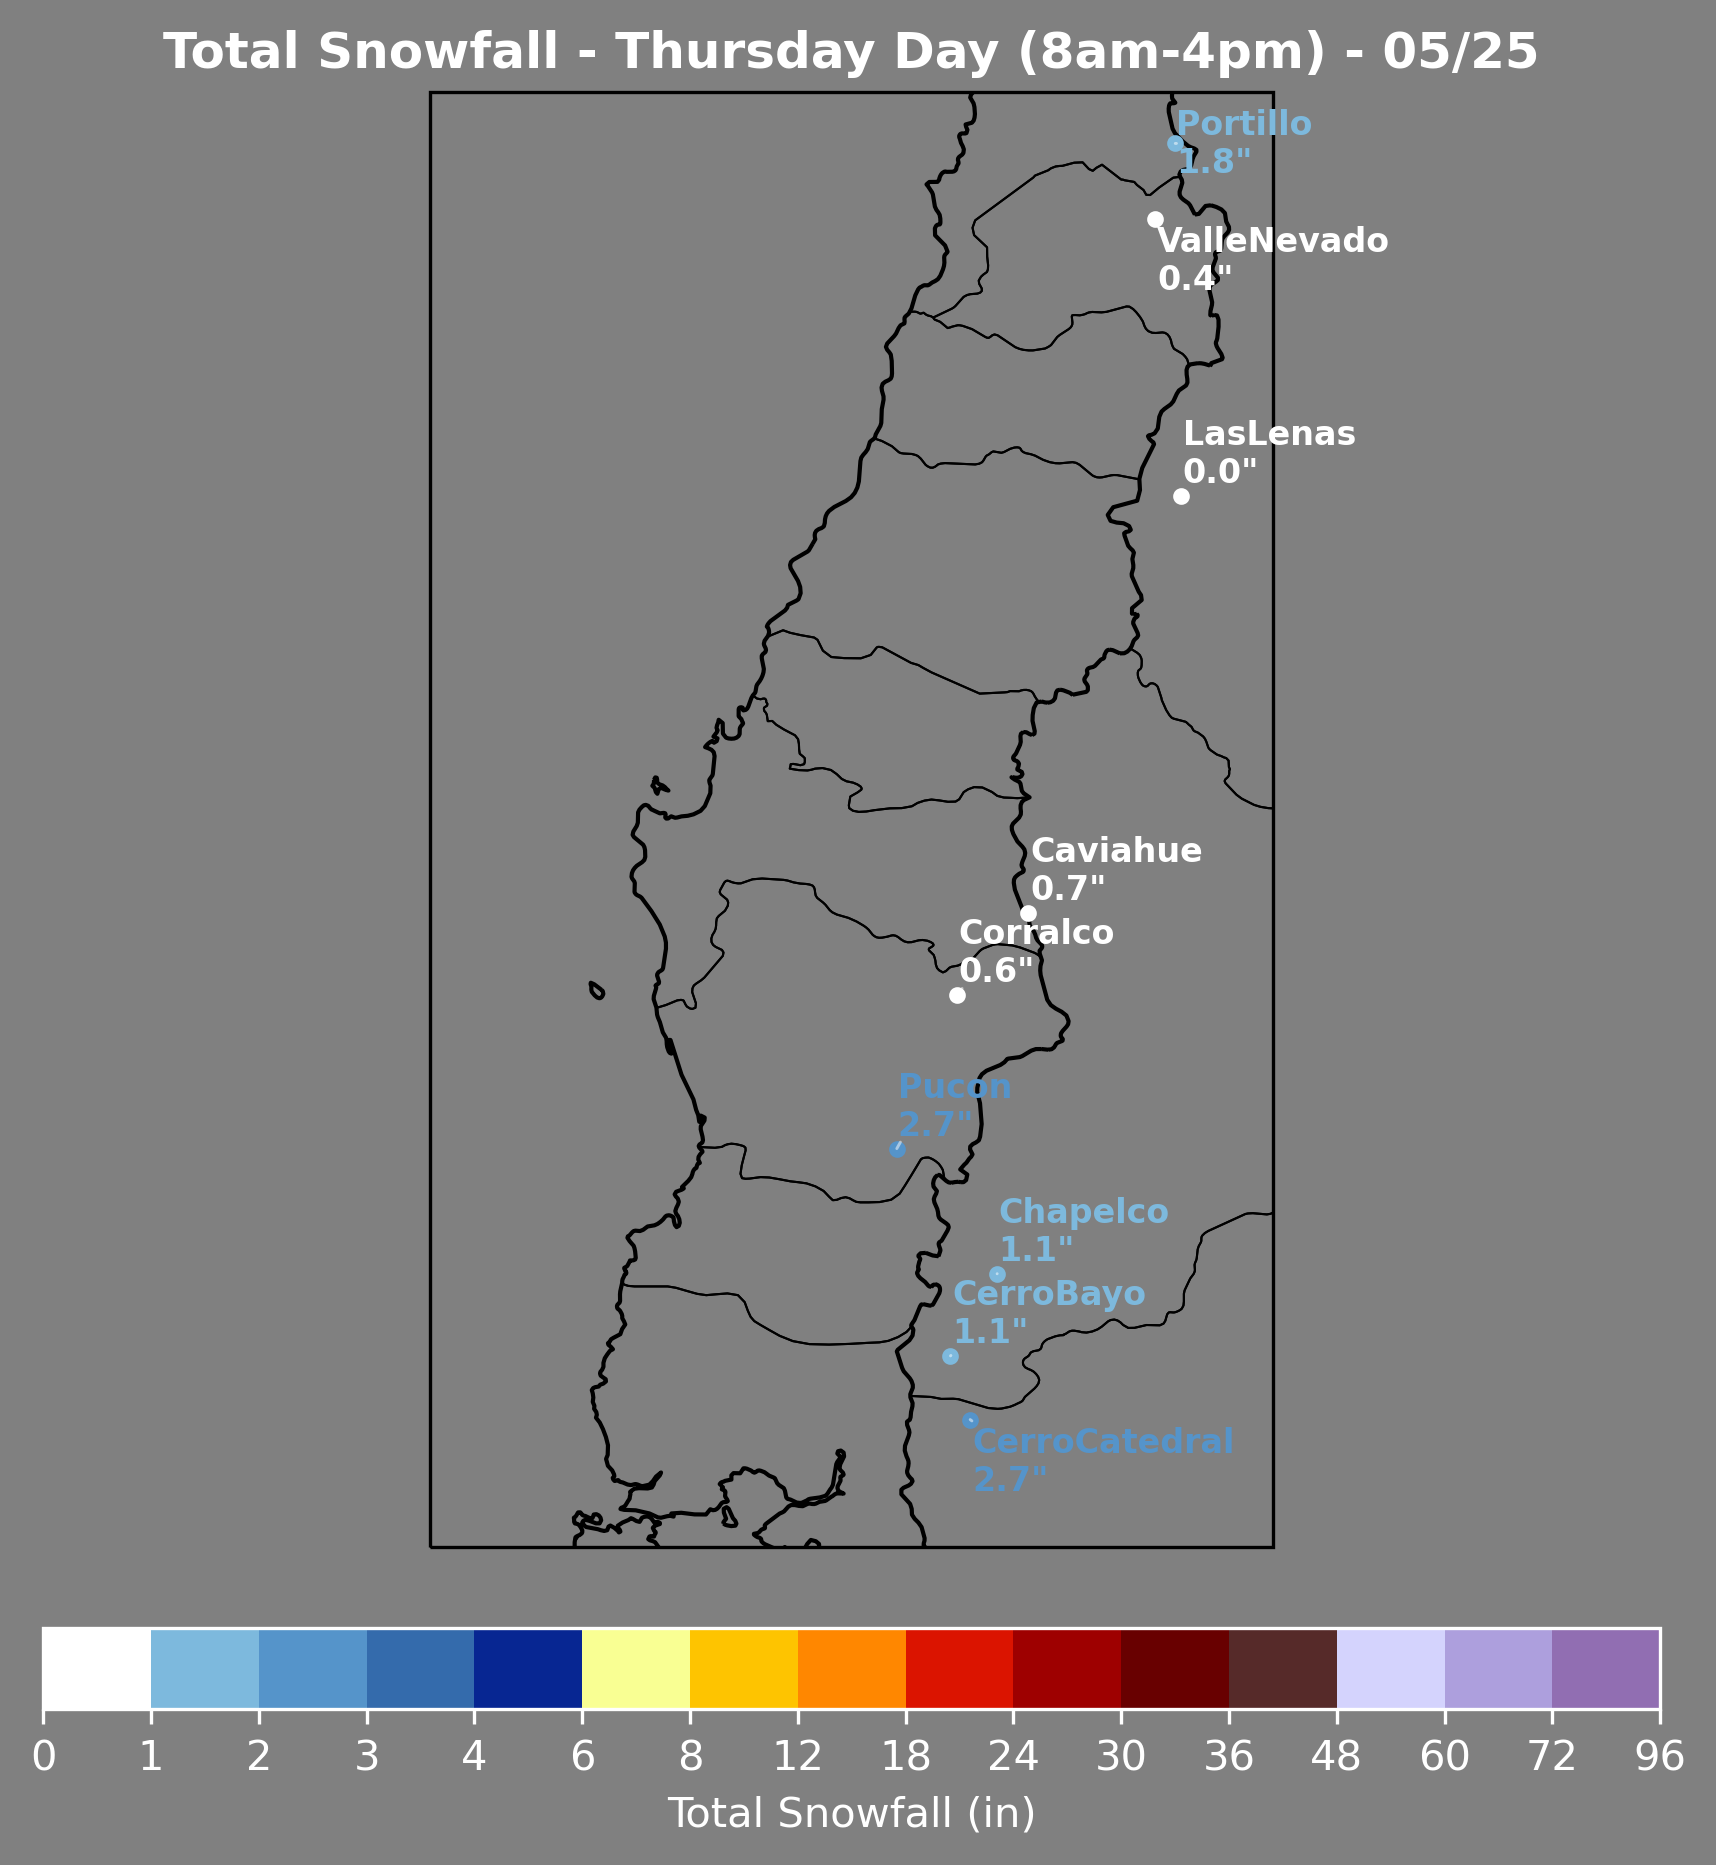 Total Snowfall - Thursday Day (8am-4pm) - 05/25
Portillo
1.8"
ValleNevado
0.4"
LasLenas
0.0"
Caviahue
0.7"
Corralco
0.6"
Pucon
2.7"
Chapelco
1.1"
CerroBayo
1.1"
CerroCatedral
2.7"
0 1 2 3 4 6 8 12 18 24 30 36 48 60 72 96
Total Snowfall (in)